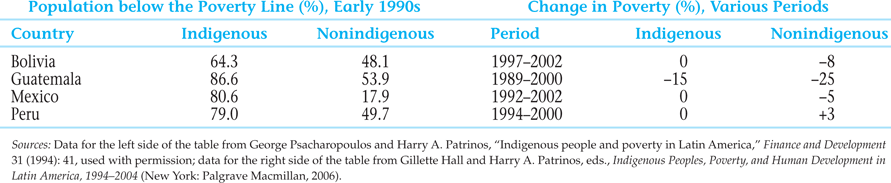 Population below the Poverty Line (%), Early 1990s Change in Poverty (%), Various Periods
Country Indigenous Nonindigenous Period Indigenous Nonindigenous
Bolivia 64.3 48.1 1997–2002 0 –8
Guatemala 86.6 53.9 1989–2000 –15 –25
Mexico 80.6 17.9 1992–2002 0 –5
Peru 79.0 49.7 1994–2000 0 +3
Sources: Data for the left side of the table from George Psacharopoulos and Harry A. Patrinos, “Indigenous people and poverty in Latin America,” Finance and Development
31 (1994): 41, used with permission; data for the right side of the table from Gillette Hall and Harry A. Patrinos, eds., Indigenous Peoples, Poverty, and Human Development in
Latin America, 1994–2004 (New York: Palgrave Macmillan, 2006).